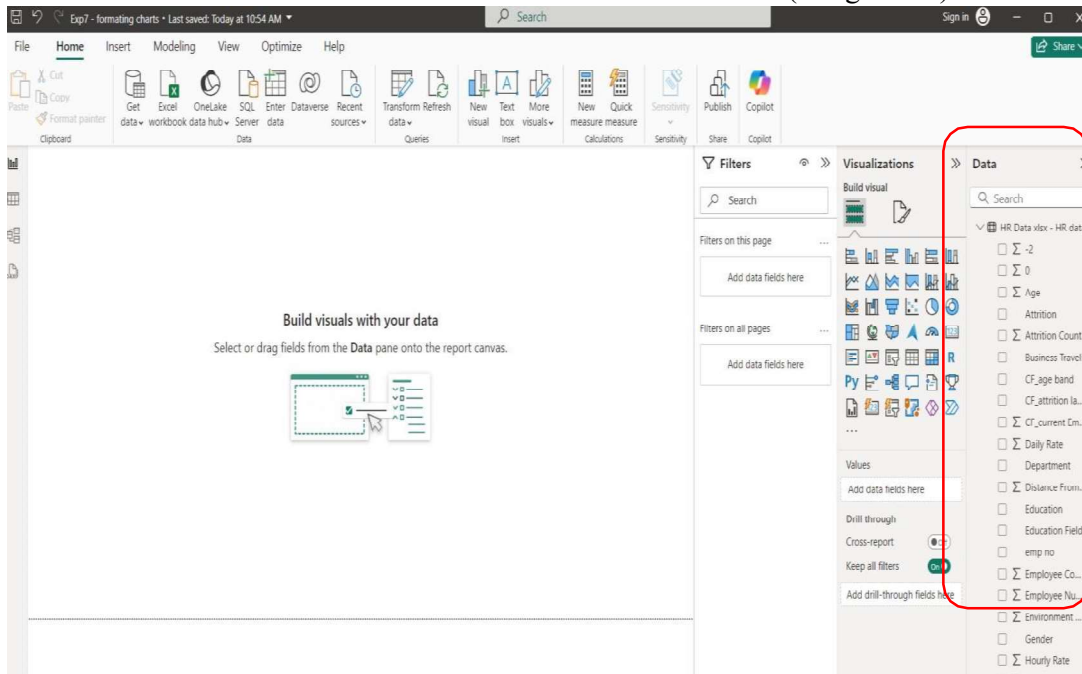 Exp7 - formating charts • Last saved: Today at 10:54 AM
Search
Sign in
File Home Insert Modeling View Optimize Help
Share
Paste
Cut
Copy
Format painter
Clipboard
Get data
Excel workbook
OneLake data hub
SQL Server
Enter data
Dataverse
Recent sources
Data
Transform data
Refresh
Queries
New visual
Text box
More visuals
Insert
New measure
Quick measure
Calculations
Sensitivity
Sensitivity
Publish
Share
Copilot
Copilot
Build visuals with your data
Select or drag fields from the Data pane onto the report canvas.
Filters
Search
Filters on this page ...
Add data fields here
Filters on all pages ...
Add data fields here
Visualizations
Build visual
123
R
Py
...
Values
Add data fields here
Drill through
Cross-report
Keep all filters On
Add drill-through fields here
Data
Search
HR Data xlsx - HR dat
Σ -2
Σ 0
Σ Age
Attrition
Σ Attrition Count
Business Travel
CF_age band
CF_attrition la...
Σ CF_current Em...
Σ Daily Rate
Department
Σ Distance From...
Education
Education Field
emp no
Σ Employee Co...
Σ Employee Nu...
Σ Environment ...
Gender
Σ Hourly Rate